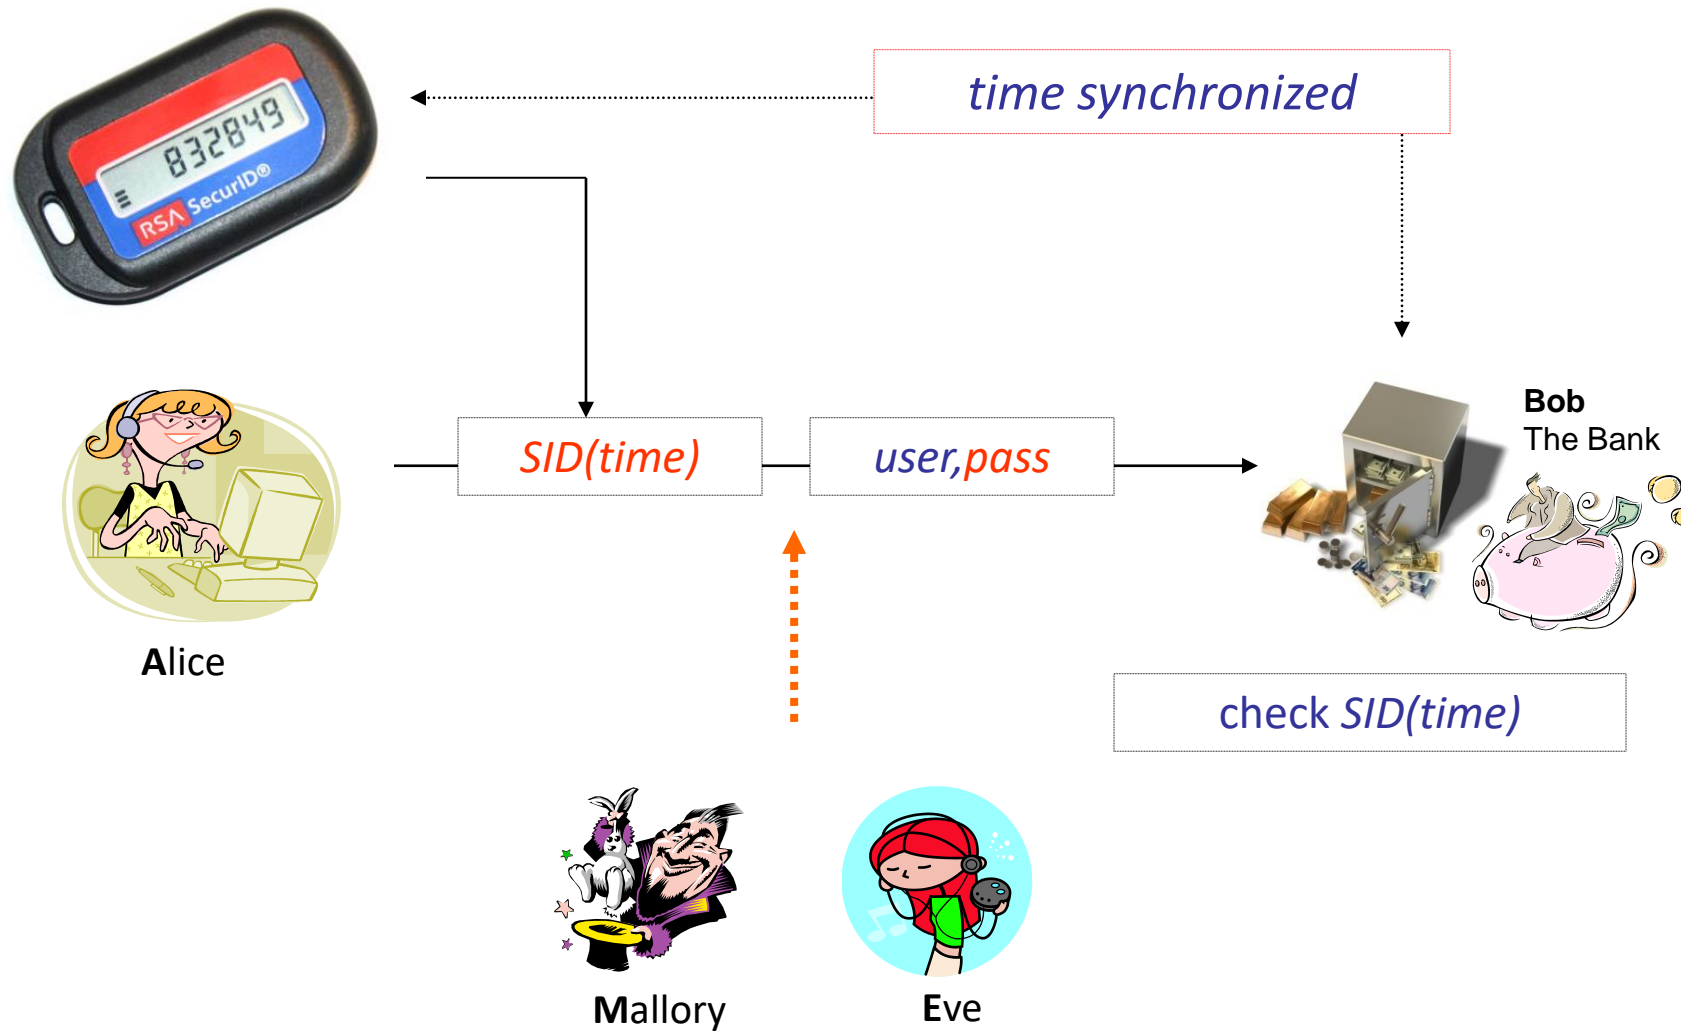 time synchronized
832849
RSA SecurID®
SID(time)
user,pass
Bob
The Bank
Alice
check SID(time)
Mallory
Eve